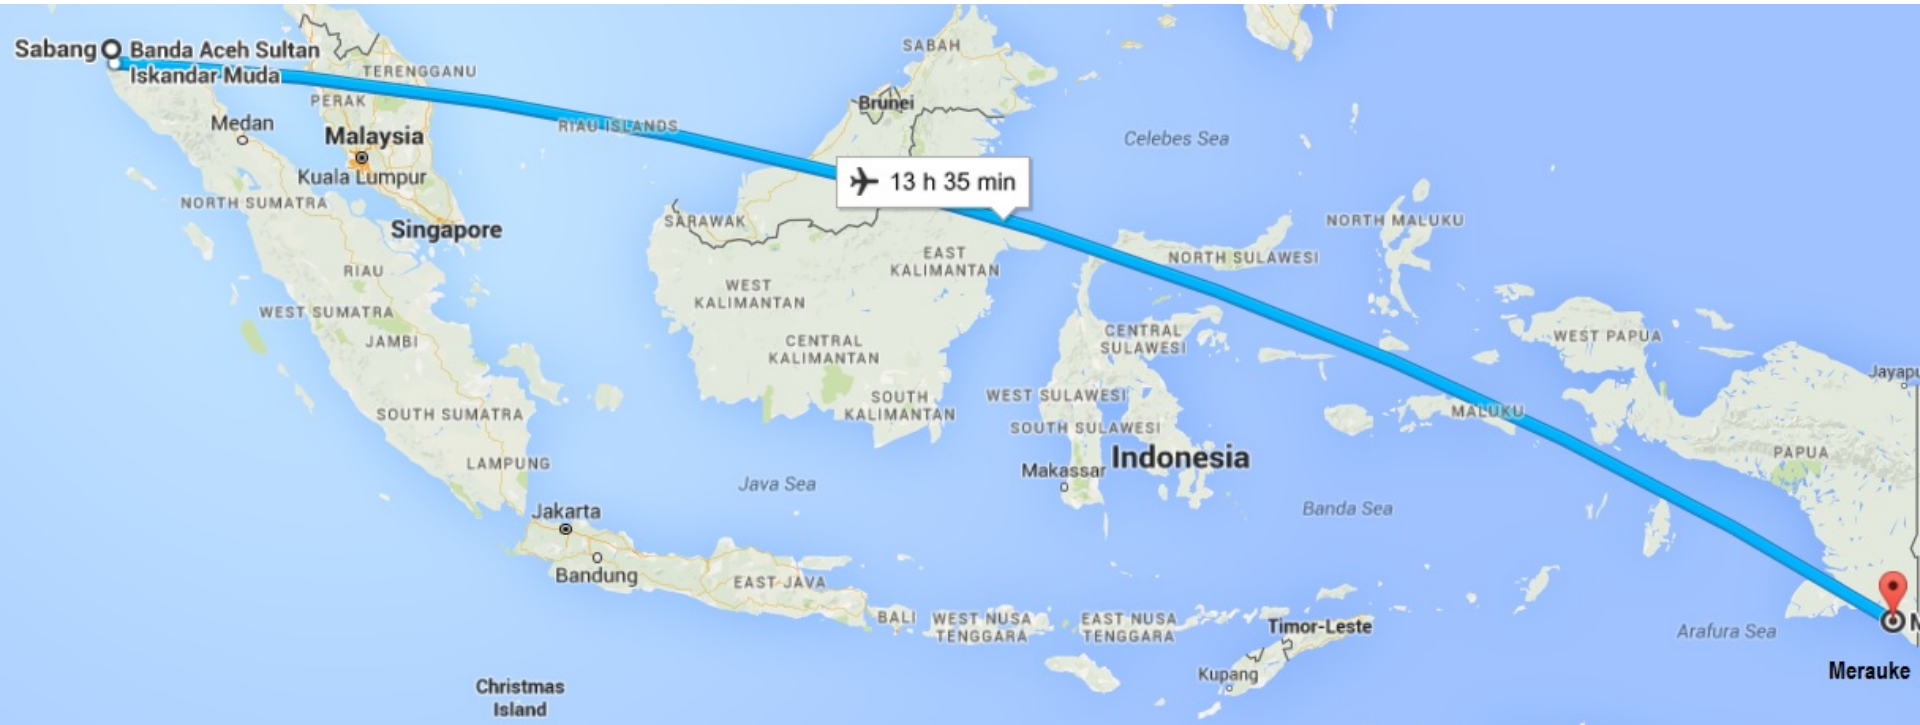 Sabang
Banda Aceh Sultan
Iskandar Muda
TERENGGANU
PERAK
Medan
Malaysia
Kuala Lumpur
NORTH SUMATRA
Singapore
RIAU ISLANDS
SABAH
Brunei
Celebes Sea
13 h 35 min
SARAWAK
NORTH MALUKU
RIAU
EAST
KALIMANTAN
NORTH SULAWESI
WEST
KALIMANTAN
WEST SUMATRA
JAMBI
CENTRAL
KALIMANTAN
CENTRAL
SULAWESI
WEST PAPUA
Jayapu
SOUTH SUMATRA
SOUTH
KALIMANTAN
WEST SULAWESI
MALUKU
SOUTH SULAWESI
Indonesia
PAPUA
LAMPUNG
Makassar
Java Sea
Banda Sea
Jakarta
Bandung
EAST JAVA
BALI
WEST NUSA
TENGGARA
EAST NUSA
TENGGARA
Timor-Leste
Arafura Sea
M
Kupang
Merauke
Christmas
Island